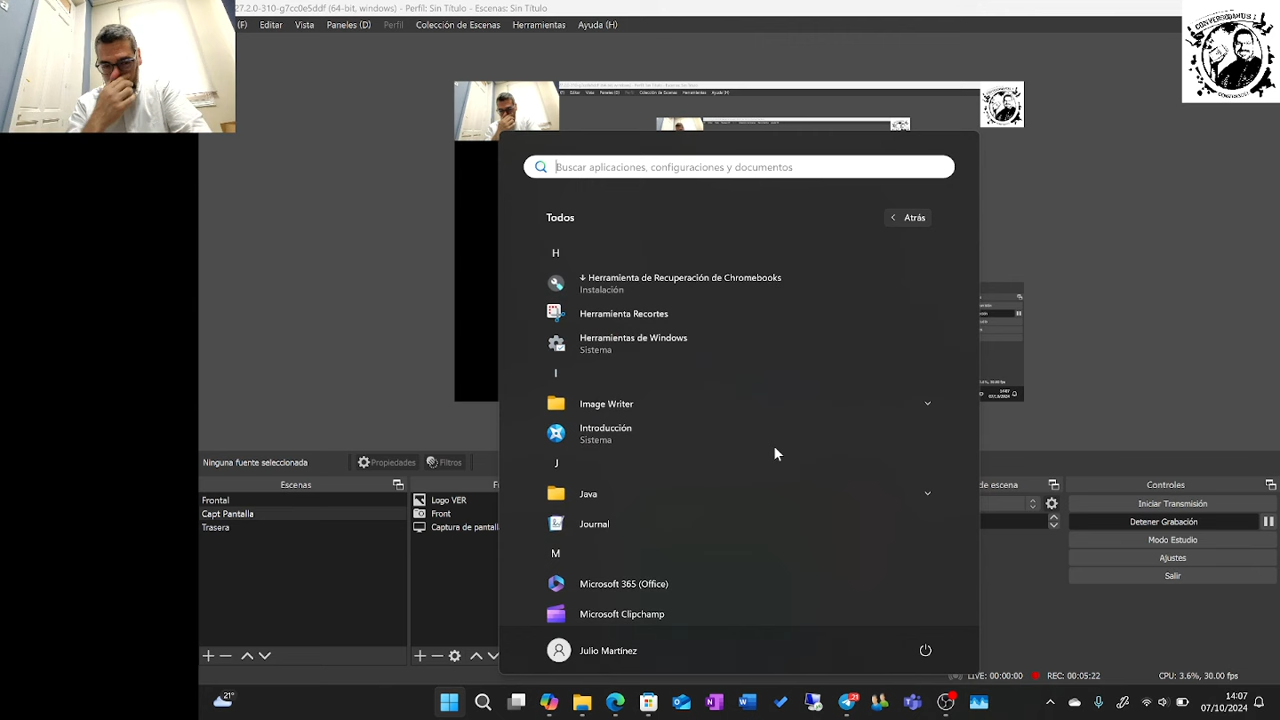 27.2.0-310-g7cc0e5ddf (64-bit, windows) - Perfil: Sin Título - Escenas: Sin Título
(F) Editar Vista Paneles (D) Perfil Colección de Escenas Herramientas Ayuda (H)
CONVERSODAMOS
Buscar aplicaciones, configuraciones y documentos
Todos
Atrás
H
Herramienta de Recuperación de Chromebooks
Instalación
Herramienta Recortes
Herramientas de Windows
Sistema
I
Image Writer
Introducción
Sistema
J
Java
Journal
M
Microsoft 365 (Office)
Microsoft Clipchamp
Julio Martínez
Ninguna fuente seleccionada
Propiedades
Filtros
Escenas
Frontal
Capt Pantalla
Trasera
F
Logo VER
Front
Captura de pantall
de escena
Controles
Iniciar Transmisión
Detener Grabación
Modo Estudio
Ajustes
Salir
LIVE: 00:00:00 REC: 00:05:22 CPU: 3.6%, 30.00 fps
21°
21
14:07
07/10/2024